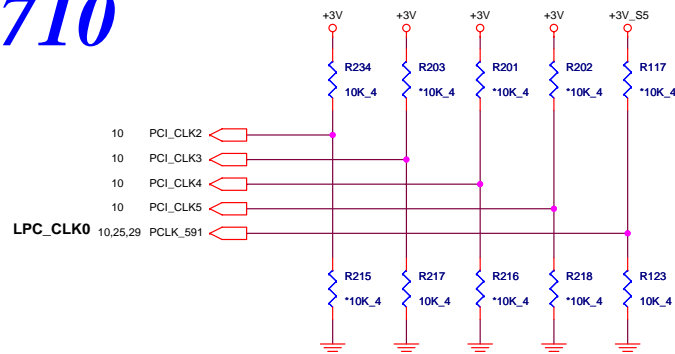 710
+3V +3V +3V +3V +3V_S5
R234 R203 R201 R202 R117
10K_4 *10K_4 *10K_4 *10K_4 *10K_4
10 PCI_CLK2
10 PCI_CLK3
10 PCI_CLK4
10 PCI_CLK5
LPC_CLK0 10,25,29 PCLK_591
R215 R217 R216 R218 R123
*10K_4 10K_4 *10K_4 *10K_4 10K_4